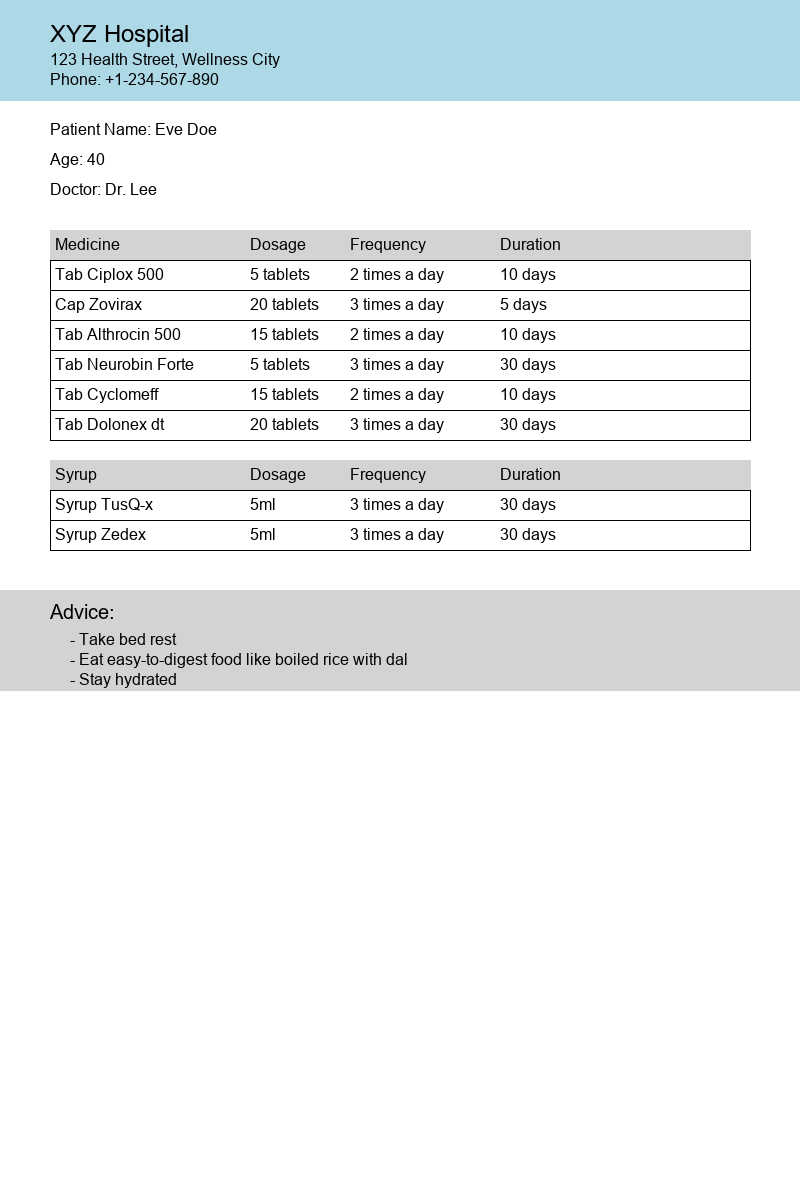 XYZ Hospital
123 Health Street, Wellness City
Phone: +1-234-567-890
Patient Name: Eve Doe
Age: 40
Doctor: Dr. Lee
Medicine Dosage Frequency Duration
Tab Ciplox 500 5 tablets 2 times a day 10 days
Cap Zovirax 20 tablets 3 times a day 5 days
Tab Althrocin 500 15 tablets 2 times a day 10 days
Tab Neurobin Forte 5 tablets 3 times a day 30 days
Tab Cyclomeff 15 tablets 2 times a day 10 days
Tab Dolonex dt 20 tablets 3 times a day 30 days
Syrup Dosage Frequency Duration
Syrup TusQ-x 5ml 3 times a day 30 days
Syrup Zedex 5ml 3 times a day 30 days
Advice:
- Take bed rest
- Eat easy-to-digest food like boiled rice with dal
- Stay hydrated